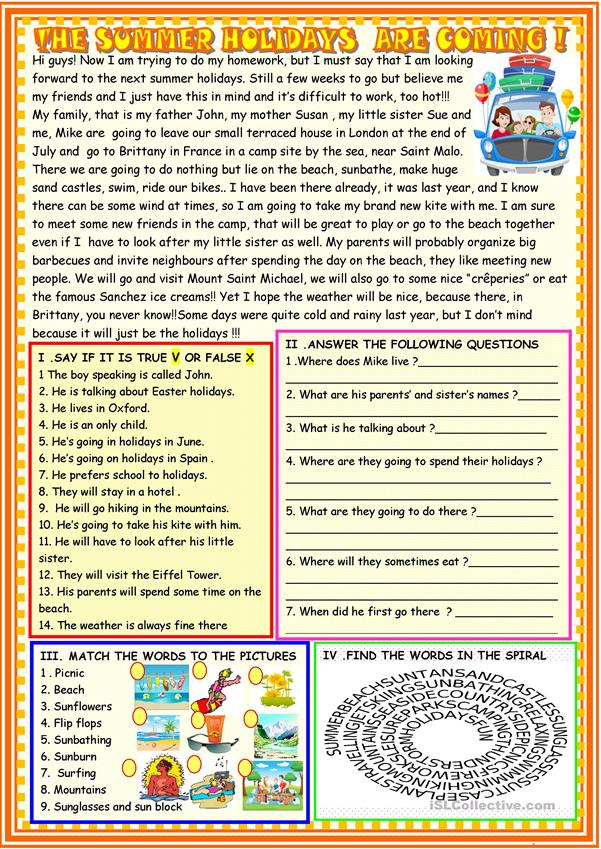 THE SUMMER HOLIDAYS ARE COMING !
Hi guys! Now I am trying to do my homework, but I must say that I am looking
forward to the next summer holidays. Still a few weeks to go but believe me
my friends and I just have this in mind and it's difficult to work, too hot!!!
My family, that is my father John, my mother Susan , my little sister Sue and
me, Mike are going to leave our small terraced house in London at the end of
July and go to Brittany in France in a camp site by the sea, near Saint Malo.
There we are going to do nothing but lie on the beach, sunbathe, make huge
sand castles, swim, ride our bikes.. I have been there already, it was last year, and I know
there can be some wind at times, so I am going to take my brand new kite with me. I am sure
to meet some new friends in the camp, that will be great to play or go to the beach together
even if I have to look after my little sister as well. My parents will probably organize big
barbecues and invite neighbours after spending the day on the beach, they like meeting new
people. We will go and visit Mount Saint Michael, we will also go to some nice “crêperies” or eat
the famous Sanchez ice creams!! Yet I hope the weather will be nice, because there, in
Brittany, you never know!!Some days were quite cold and rainy last year, but I don't mind
because it will just be the holidays !!!
I .SAY IF IT IS TRUE V OR FALSE X
1 The boy speaking is called John.
2. He is talking about Easter holidays.
3. He lives in Oxford.
4. He is an only child.
5. He's going in holidays in June.
6. He's going on holidays in Spain .
7. He prefers school to holidays.
8. They will stay in a hotel .
9. He will go hiking in the mountains.
10. He's going to take his kite with him.
11. He will have to look after his little
sister.
12. They will visit the Eiffel Tower.
13. His parents will spend some time on the
beach.
14. The weather is always fine there
II .ANSWER THE FOLLOWING QUESTIONS
1 .Where does Mike live ?
2. What are his parents' and sister's names ?
3. What is he talking about ?
4. Where are they going to spend their holidays ?
5. What are they going to do there ?
6. Where will they sometimes eat ?
7. When did he first go there ?
III. MATCH THE WORDS TO THE PICTURES
1 . Picnic
2. Beach
3. Sunflowers
4. Flip flops
5. Sunbathing
6. Sunburn
7. Surfing
8. Mountains
9. Sunglasses and sun block
IV .FIND THE WORDS IN THE SPIRAL
SUMMERBEACHSUNTANSANDCASTLESSUNGLASSESSUITCASEPLANESTRAVELLINGJETSKIINGSUNBATHINGRELAXINGSWIMMINGHIKING
iSLCollective.com